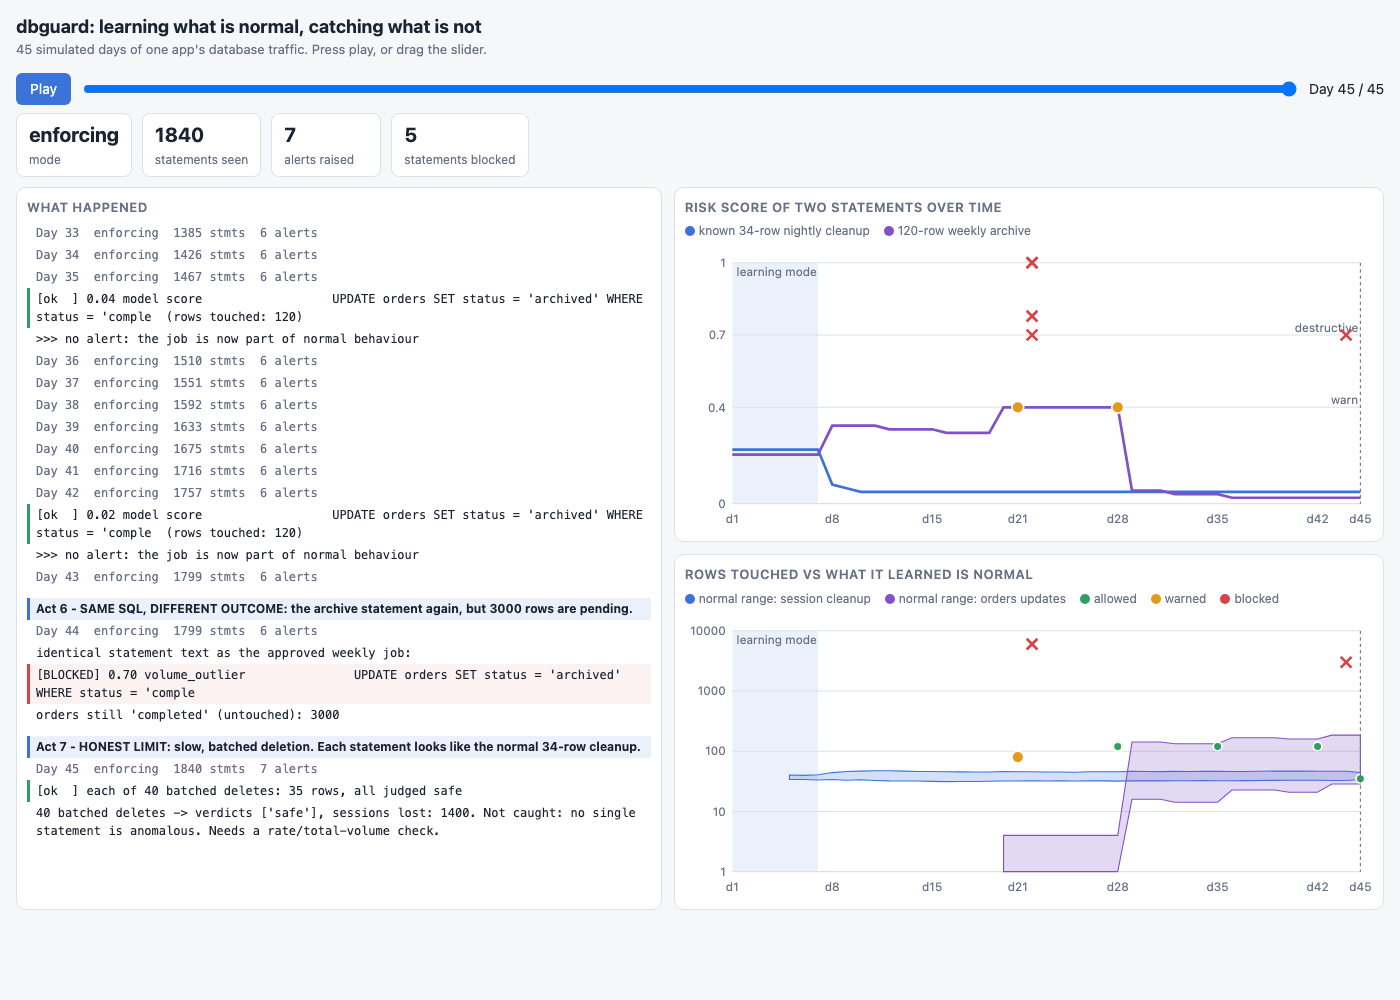 dbguard: learning what is normal, catching what is not
45 simulated days of one app's database traffic. Press play, or drag the slider.
Play
Day 45 / 45
enforcing
mode
1840
statements seen
7
alerts raised
5
statements blocked
WHAT HAPPENED
Day 33  enforcing  1385 stmts  6 alerts
Day 34  enforcing  1426 stmts  6 alerts
Day 35  enforcing  1467 stmts  6 alerts
[ok  ] 0.04 model score                  UPDATE orders SET status = 'archived' WHERE
status = 'comple  (rows touched: 120)
>>> no alert: the job is now part of normal behaviour
Day 36  enforcing  1510 stmts  6 alerts
Day 37  enforcing  1551 stmts  6 alerts
Day 38  enforcing  1592 stmts  6 alerts
Day 39  enforcing  1633 stmts  6 alerts
Day 40  enforcing  1675 stmts  6 alerts
Day 41  enforcing  1716 stmts  6 alerts
Day 42  enforcing  1757 stmts  6 alerts
[ok  ] 0.02 model score                  UPDATE orders SET status = 'archived' WHERE
status = 'comple  (rows touched: 120)
>>> no alert: the job is now part of normal behaviour
Day 43  enforcing  1799 stmts  6 alerts
Act 6 - SAME SQL, DIFFERENT OUTCOME: the archive statement again, but 3000 rows are pending.
Day 44  enforcing  1799 stmts  6 alerts
identical statement text as the approved weekly job:
[BLOCKED] 0.70 volume_outlier               UPDATE orders SET status = 'archived'
WHERE status = 'comple
orders still 'completed' (untouched): 3000
Act 7 - HONEST LIMIT: slow, batched deletion. Each statement looks like the normal 34-row cleanup.
Day 45  enforcing  1840 stmts  7 alerts
[ok  ] each of 40 batched deletes: 35 rows, all judged safe
40 batched deletes -> verdicts ['safe'], sessions lost: 1400. Not caught: no single
statement is anomalous. Needs a rate/total-volume check.
RISK SCORE OF TWO STATEMENTS OVER TIME
known 34-row nightly cleanup
120-row weekly archive
1
learning mode
destructive
0.7
warn
0.4
0
d1 d8 d15 d21 d28 d35 d42 d45
ROWS TOUCHED VS WHAT IT LEARNED IS NORMAL
normal range: session cleanup
normal range: orders updates
allowed
warned
blocked
10000
learning mode
1000
100
10
1
d1 d8 d15 d21 d28 d35 d42 d45